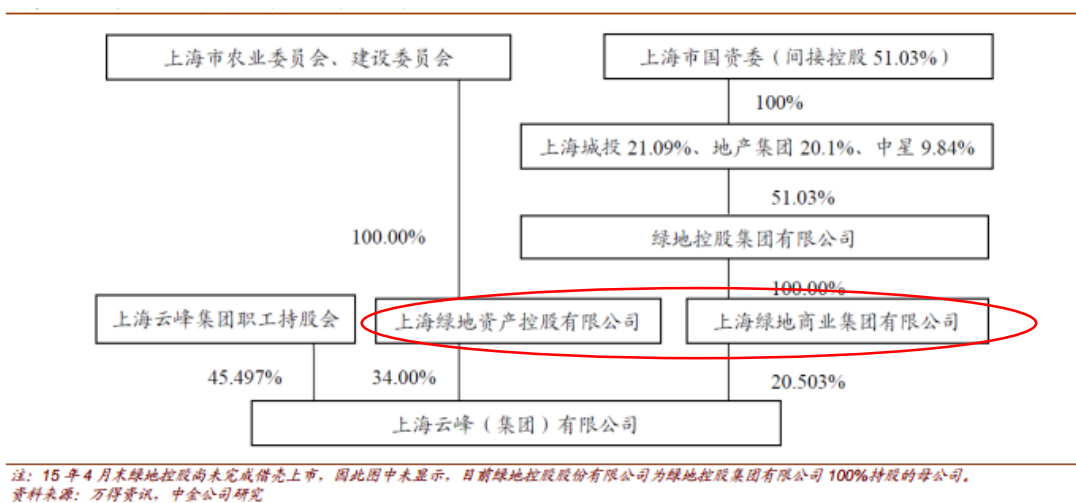 上海市农业委员会、建设委员会
上海市国资委（间接控股 51.03%）
100%
上海城投 21.09%、地产集团 20.1%、中星 9.84%
51.03%
100.00%
绿地控股集团有限公司
100.00%
上海云峰集团职工持股会
上海绿地资产控股有限公司
上海绿地商业集团有限公司
45.497%
34.00%
20.503%
上海云峰（集团）有限公司
注：15 年 4 月末绿地控股尚未完成借壳上市，因此图中未显示，目前绿地控股股份有限公司为绿地控股集团有限公司 100%持股的母公司。
资料来源：万得资讯，中金公司研究